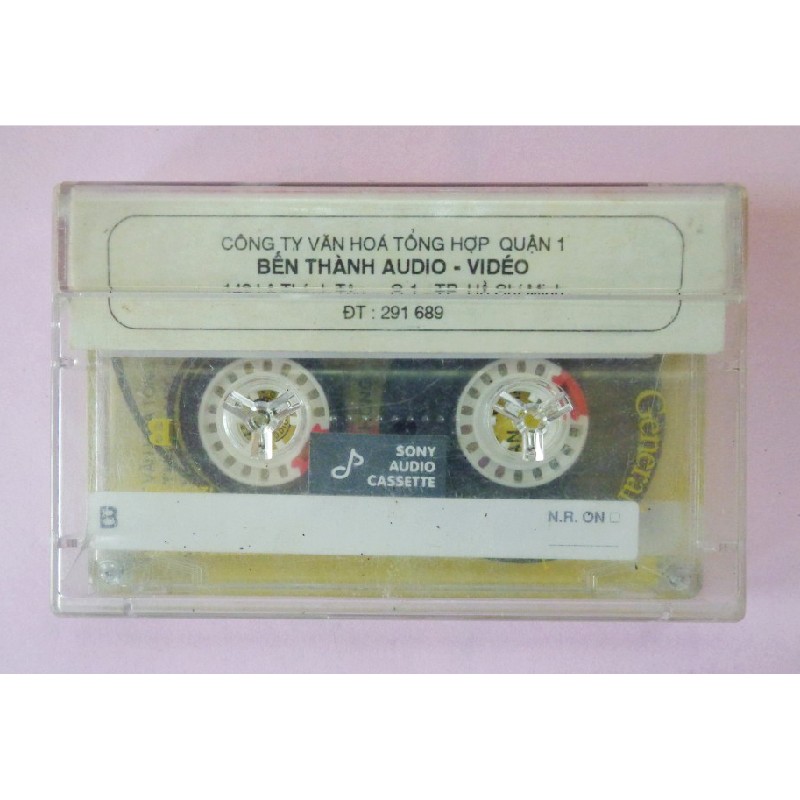 CÔNG TY VĂN HOÁ TỔNG HỢP QUẬN 1
BẾN THÀNH AUDIO - VIDÉO
ĐT : 291 689
General
SONY
AUDIO
CASSETTE
B
N.R. ON